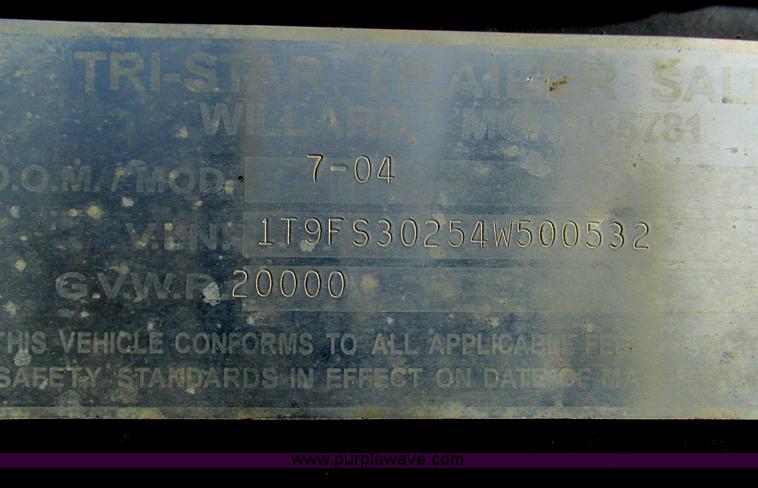 TRI-STAR TRAILER SAL
WILLARD, MO. 65781
D.O.M. / MOD. 7-04
V.I.N. 1T9FS30254W500532
G.V.W.R. 20000
THIS VEHICLE CONFORMS TO ALL APPLICABLE FED
SAFETY STANDARDS IN EFFECT ON DATE OF MA
www.purplewave.com